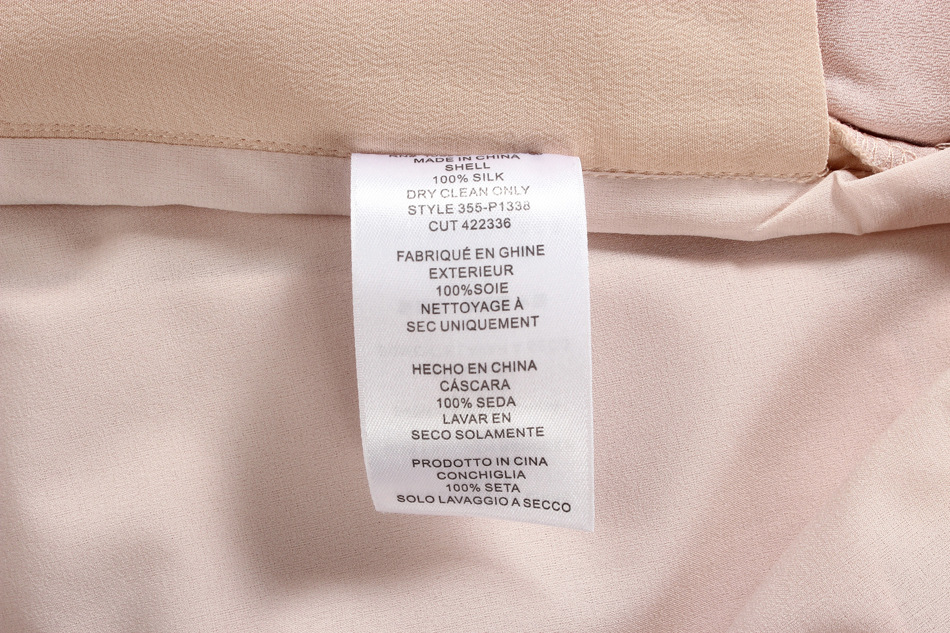 MADE IN CHINA
SHELL
100% SILK
DRY CLEAN ONLY
STYLE 355-P1338
CUT 422336
FABRIQUÉ EN GHINE
EXTERIEUR
100%SOIE
NETTOYAGE À
SEC UNIQUEMENT
HECHO EN CHINA
CÁSCARA
100% SEDA
LAVAR EN
SECO SOLAMENTE
PRODOTTO IN CINA
CONCHIGLIA
100% SETA
SOLO LAVAGGIO A SECCO